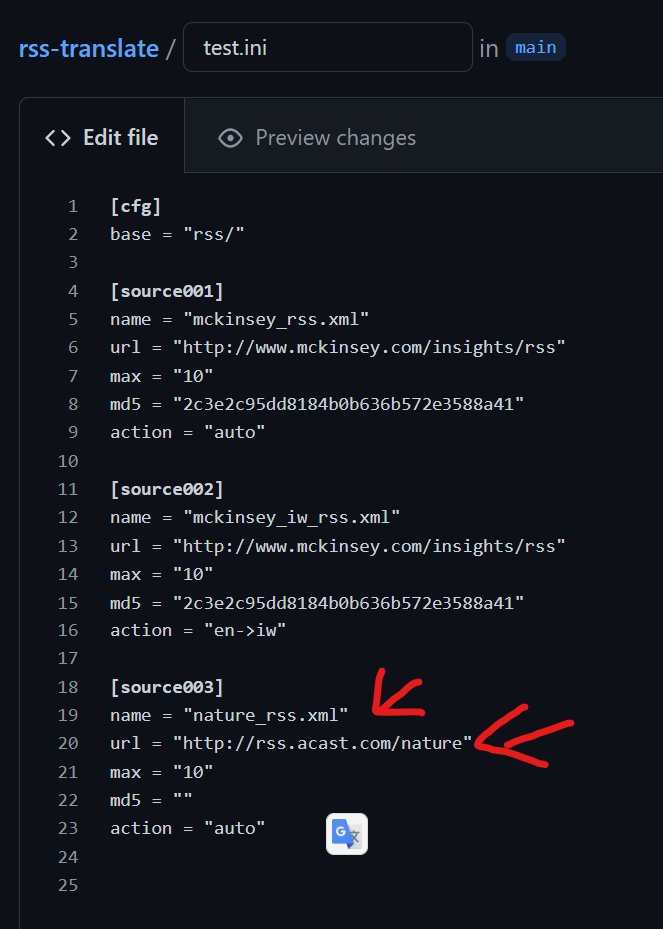 rss-translate / test.ini in main
<> Edit file Preview changes
1 [cfg]
2 base = "rss/"
3
4 [source001]
5 name = "mckinsey_rss.xml"
6 url = "http://www.mckinsey.com/insights/rss"
7 max = "10"
8 md5 = "2c3e2c95dd8184b0b636b572e3588a41"
9 action = "auto"
10
11 [source002]
12 name = "mckinsey_iw_rss.xml"
13 url = "http://www.mckinsey.com/insights/rss"
14 max = "10"
15 md5 = "2c3e2c95dd8184b0b636b572e3588a41"
16 action = "en->iw"
17
18 [source003]
19 name = "nature_rss.xml"
20 url = "http://rss.acast.com/nature"
21 max = "10"
22 md5 = ""
23 action = "auto"
G 文
24
25